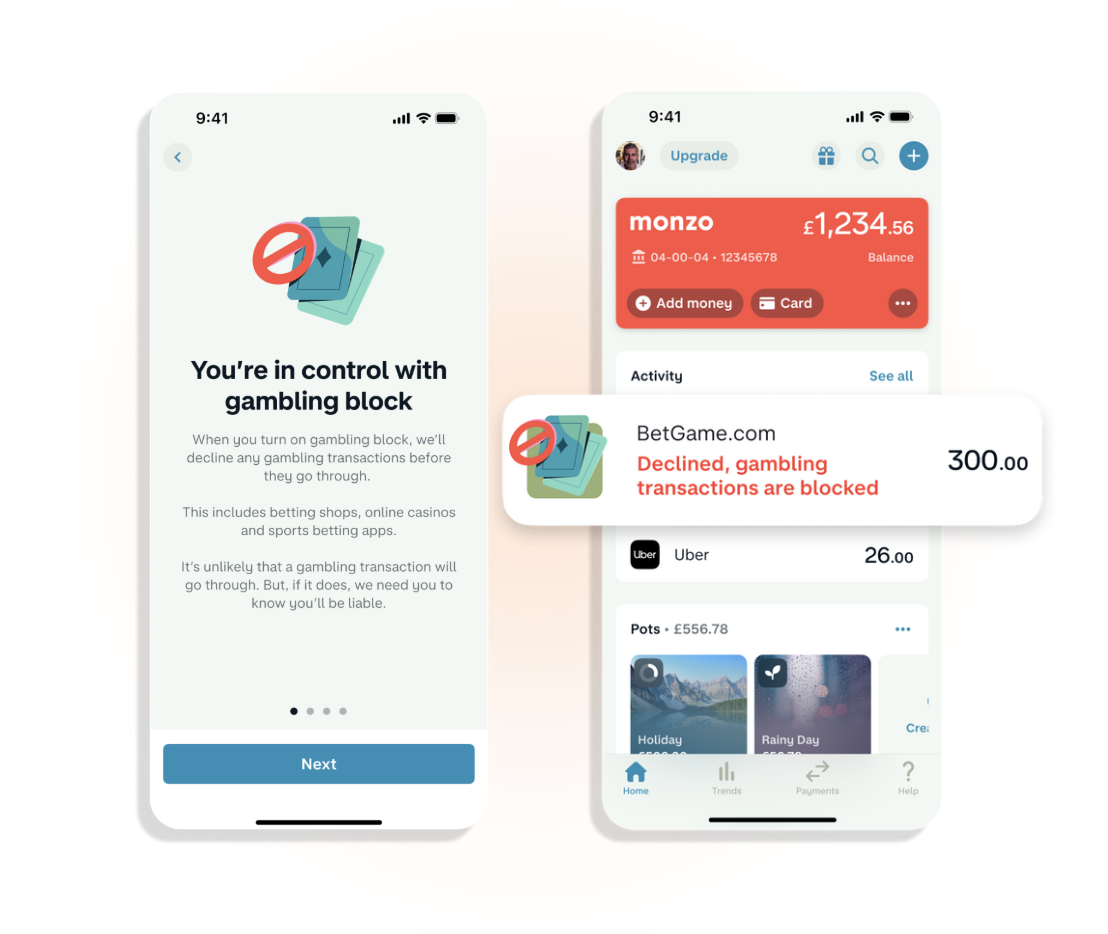 9:41
You're in control with
gambling block
When you turn on gambling block, we'll
decline any gambling transactions before
they go through.
This includes betting shops, online casinos
and sports betting apps.
It's unlikely that a gambling transaction will
go through. But, if it does, we need you to
know you'll be liable.
Next
9:41
Upgrade
monzo
£1,234.56
04-00-04 • 12345678
Balance
Add money
Card
Activity
See all
BetGame.com
Declined, gambling
transactions are blocked
300.00
Uber
Uber
26.00
Pots • £556.78
Holiday
Rainy Day
Home
Trends
Payments
Help